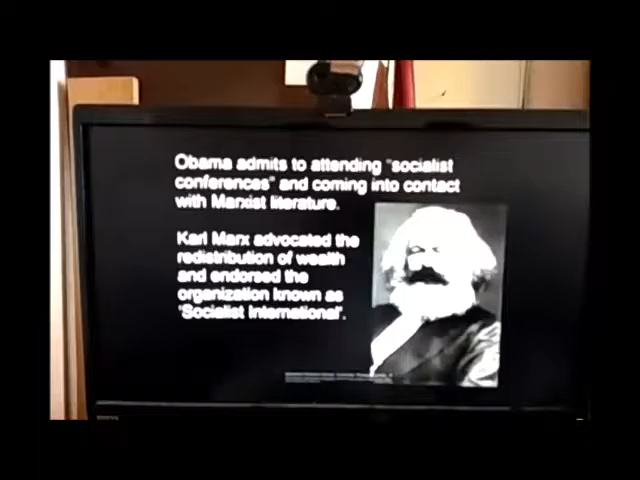 Obama admits to attending "socialist
conferences" and coming into contact
with Marxist literature.
Karl Marx advocated the
redistribution of wealth
and endorsed the
organization known as
'Socialist International'.